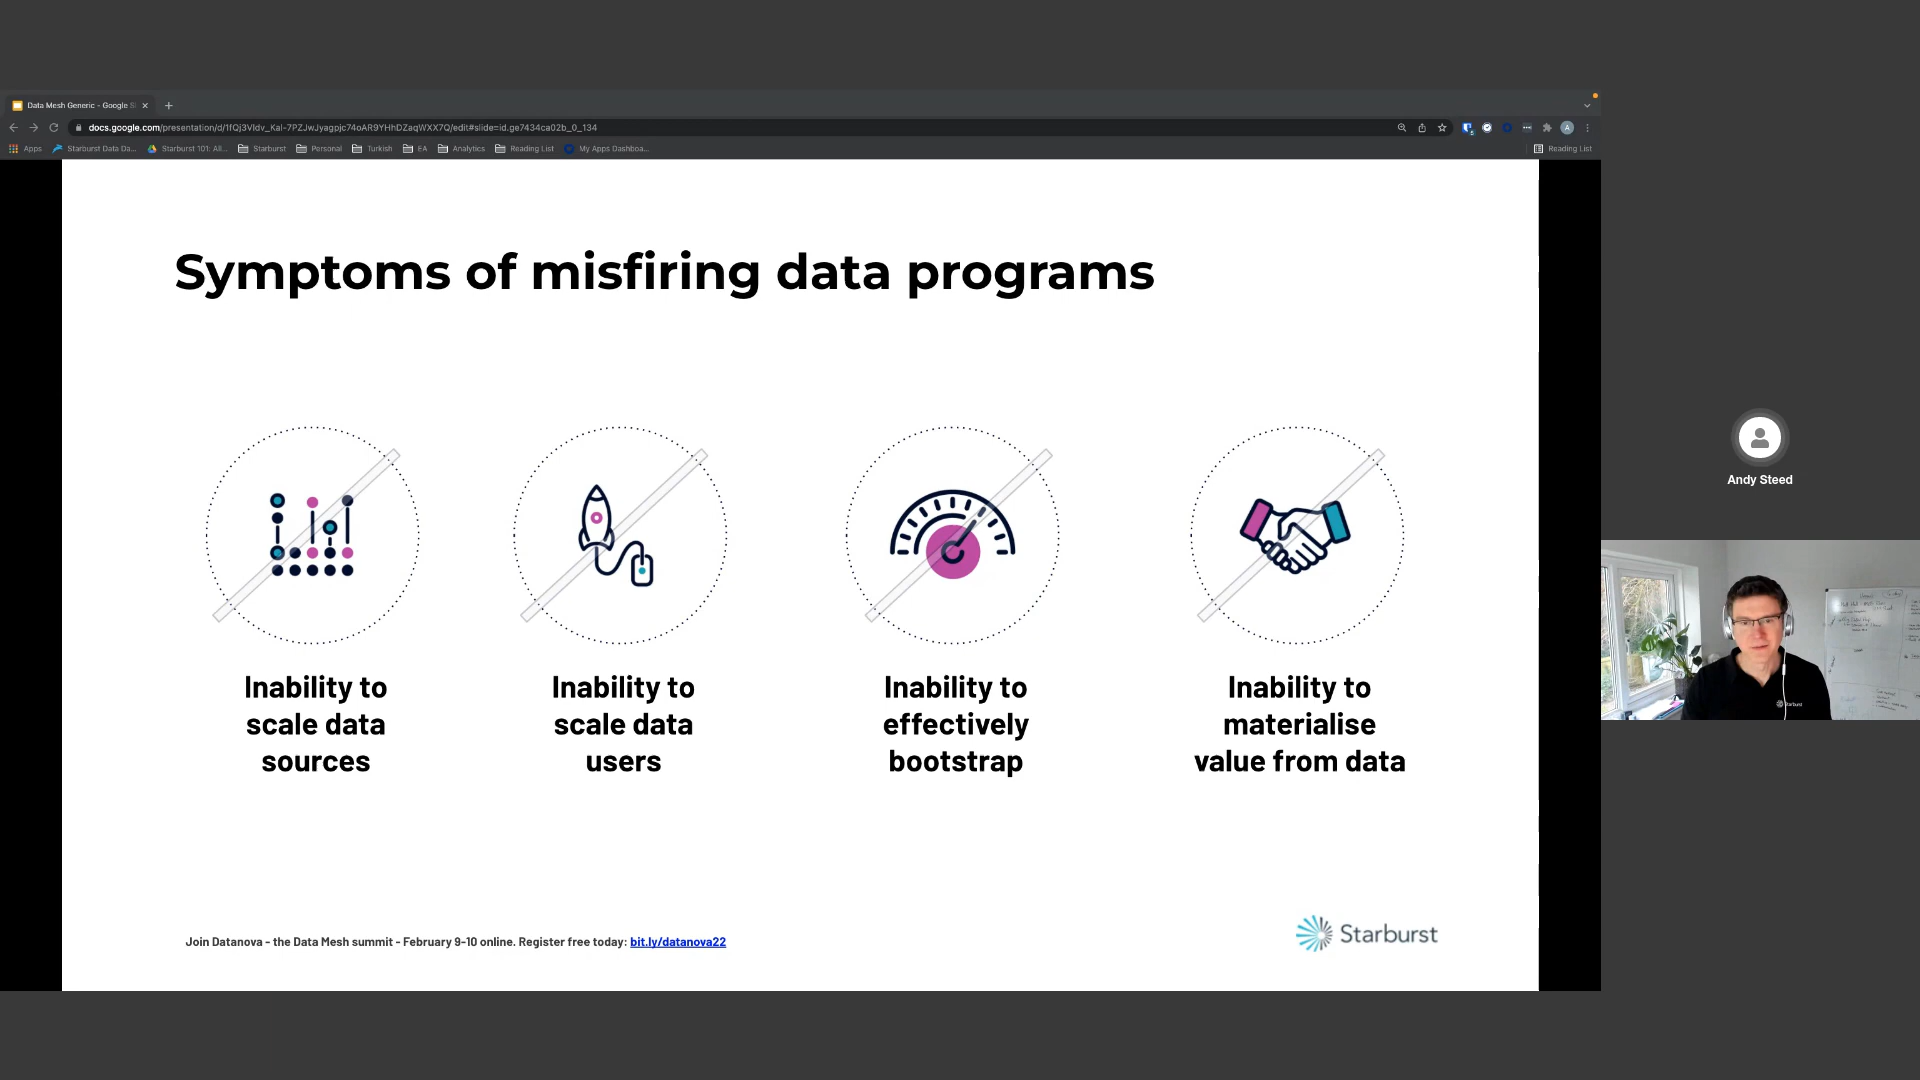 Data Mesh Generic - Google S
docs.google.com/presentation/d/1fQj3VIdv_KaI-7PZJwJyagpjc74oAR9YHhDZaqWXX7Q/edit#slide=id.ge7434ca02b_0_134
Apps
Starburst Data Da...
Starburst 101: All...
Starburst
Personal
Turkish
EA
Analytics
Reading List
My Apps Dashboa...
Reading List
Symptoms of misfiring data programs
Inability to
scale data
sources
Inability to
scale data
users
Inability to
effectively
bootstrap
Inability to
materialise
value from data
Join Datanova - the Data Mesh summit - February 9-10 online. Register free today: bit.ly/datanova22
Starburst
Andy Steed